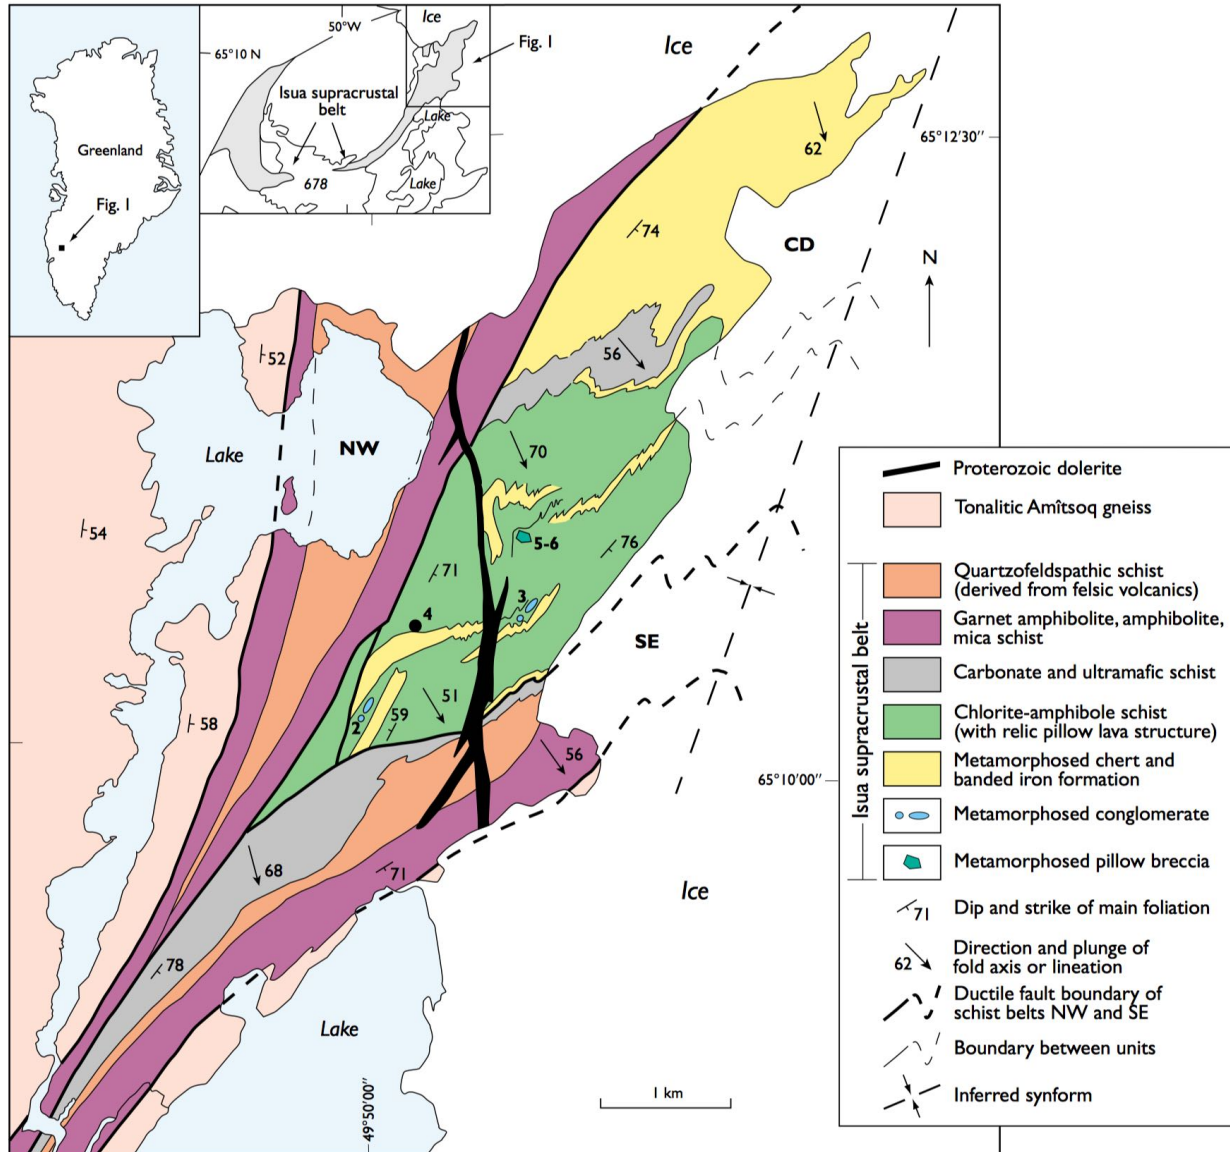 Greenland
Fig. 1
50°W
65°10 N
Ice
Fig. 1
Isua supracrustal
belt
Lake
Lake
678
Ice
62
65°12'30''
74
CD
N
52
56
Lake
NW
70
54
5-6
76
71
3
4
SE
51
59
58
2
56
65°10'00''
68
71
Ice
78
Lake
1 km
49°50'00''
Proterozoic dolerite
Tonalitic Amîtsoq gneiss
Isua supracrustal belt
Quartzofeldspathic schist
(derived from felsic volcanics)
Garnet amphibolite, amphibolite,
mica schist
Carbonate and ultramafic schist
Chlorite-amphibole schist
(with relic pillow lava structure)
Metamorphosed chert and
banded iron formation
Metamorphosed conglomerate
Metamorphosed pillow breccia
71
Dip and strike of main foliation
62
Direction and plunge of
fold axis or lineation
Ductile fault boundary of
schist belts NW and SE
Boundary between units
Inferred synform